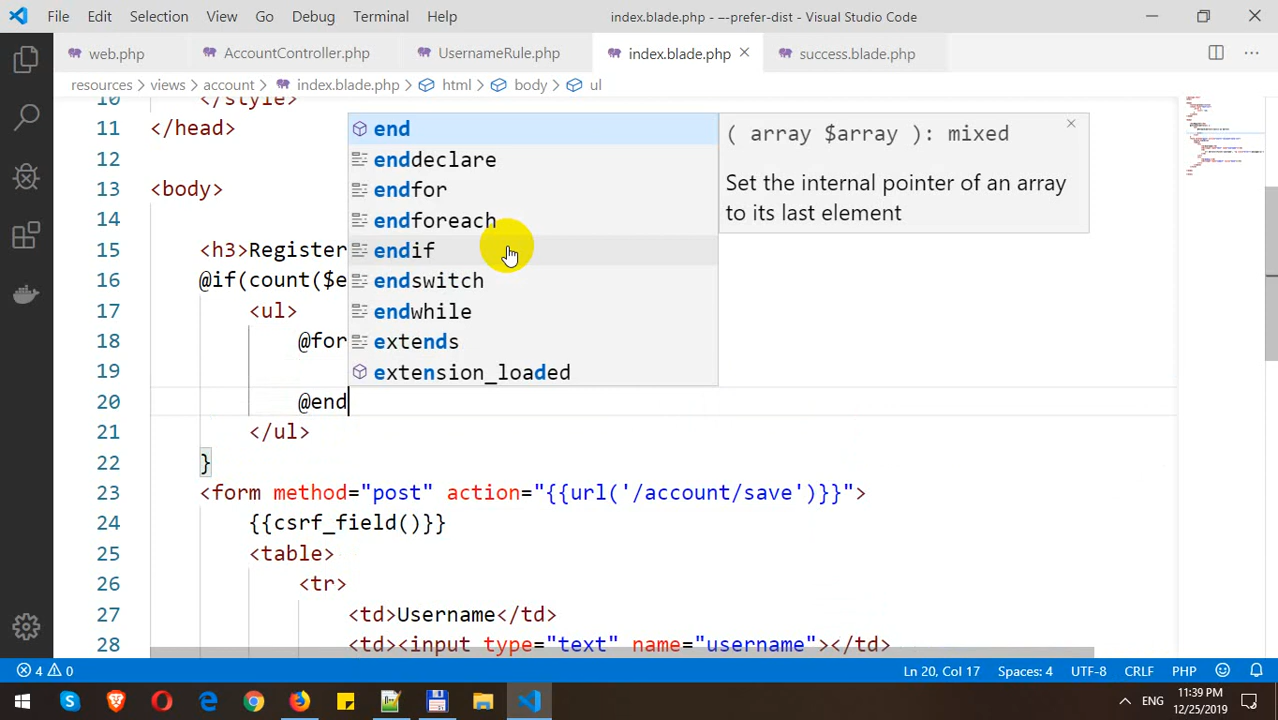 File Edit Selection View Go Debug Terminal Help index.blade.php - --prefer-dist - Visual Studio Code
web.php AccountController.php UsernameRule.php index.blade.php success.blade.php
resources > views > account > index.blade.php > html > body > ul
10 </style>
11 </head>
12
13 <body>
14
15 <h3>Register
16 @if(count($e
17 <ul>
18 @for
19
20 @end
21 </ul>
22 }
23 <form method="post" action="{{url('/account/save')}}">
24 {{csrf_field()}}
25 <table>
26 <tr>
27 <td>Username</td>
28 <td><input type="text" name="username"></td>
end
enddeclare
endfor
endforeach
endif
endswitch
endwhile
extends
extension_loaded
( array $array ): mixed
Set the internal pointer of an array
to its last element
4 0 Ln 20, Col 17 Spaces: 4 UTF-8 CRLF PHP
ENG 11:39 PM
12/25/2019